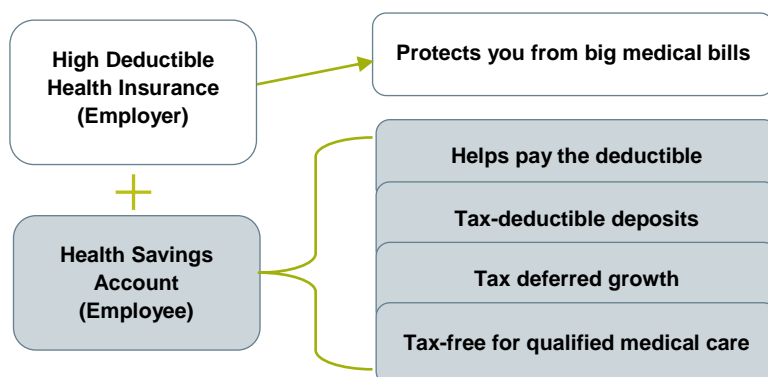 High Deductible
Health Insurance
(Employer)
Protects you from big medical bills
Health Savings
Account
(Employee)
Helps pay the deductible
Tax-deductible deposits
Tax deferred growth
Tax-free for qualified medical care